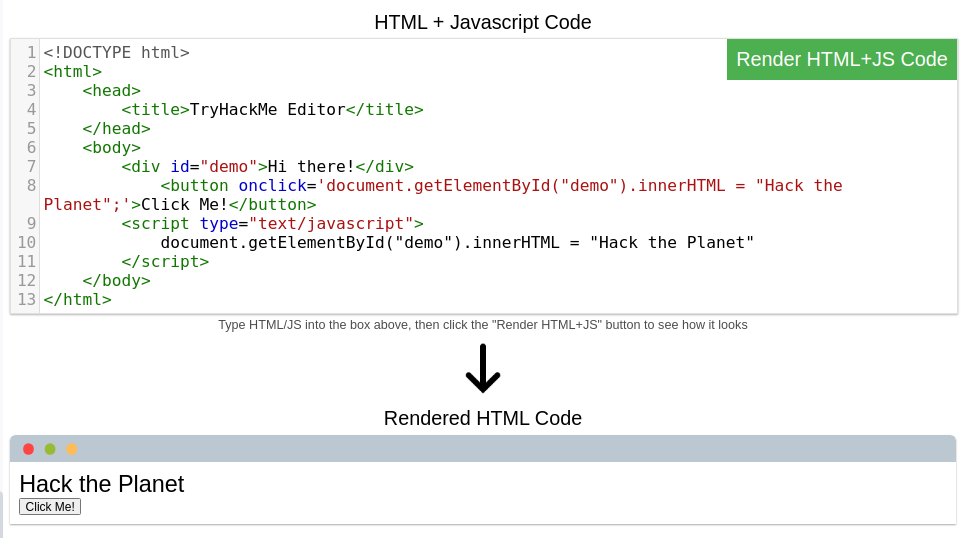 HTML + Javascript Code
Render HTML+JS Code
1 <!DOCTYPE html>
2 <html>
3     <head>
4         <title>TryHackMe Editor</title>
5     </head>
6     <body>
7         <div id="demo">Hi there!</div>
8             <button onclick='document.getElementById("demo").innerHTML = "Hack the
Planet";'>Click Me!</button>
9         <script type="text/javascript">
10             document.getElementById("demo").innerHTML = "Hack the Planet"
11         </script>
12     </body>
13 </html>
Type HTML/JS into the box above, then click the "Render HTML+JS" button to see how it looks
Rendered HTML Code
Hack the Planet
Click Me!